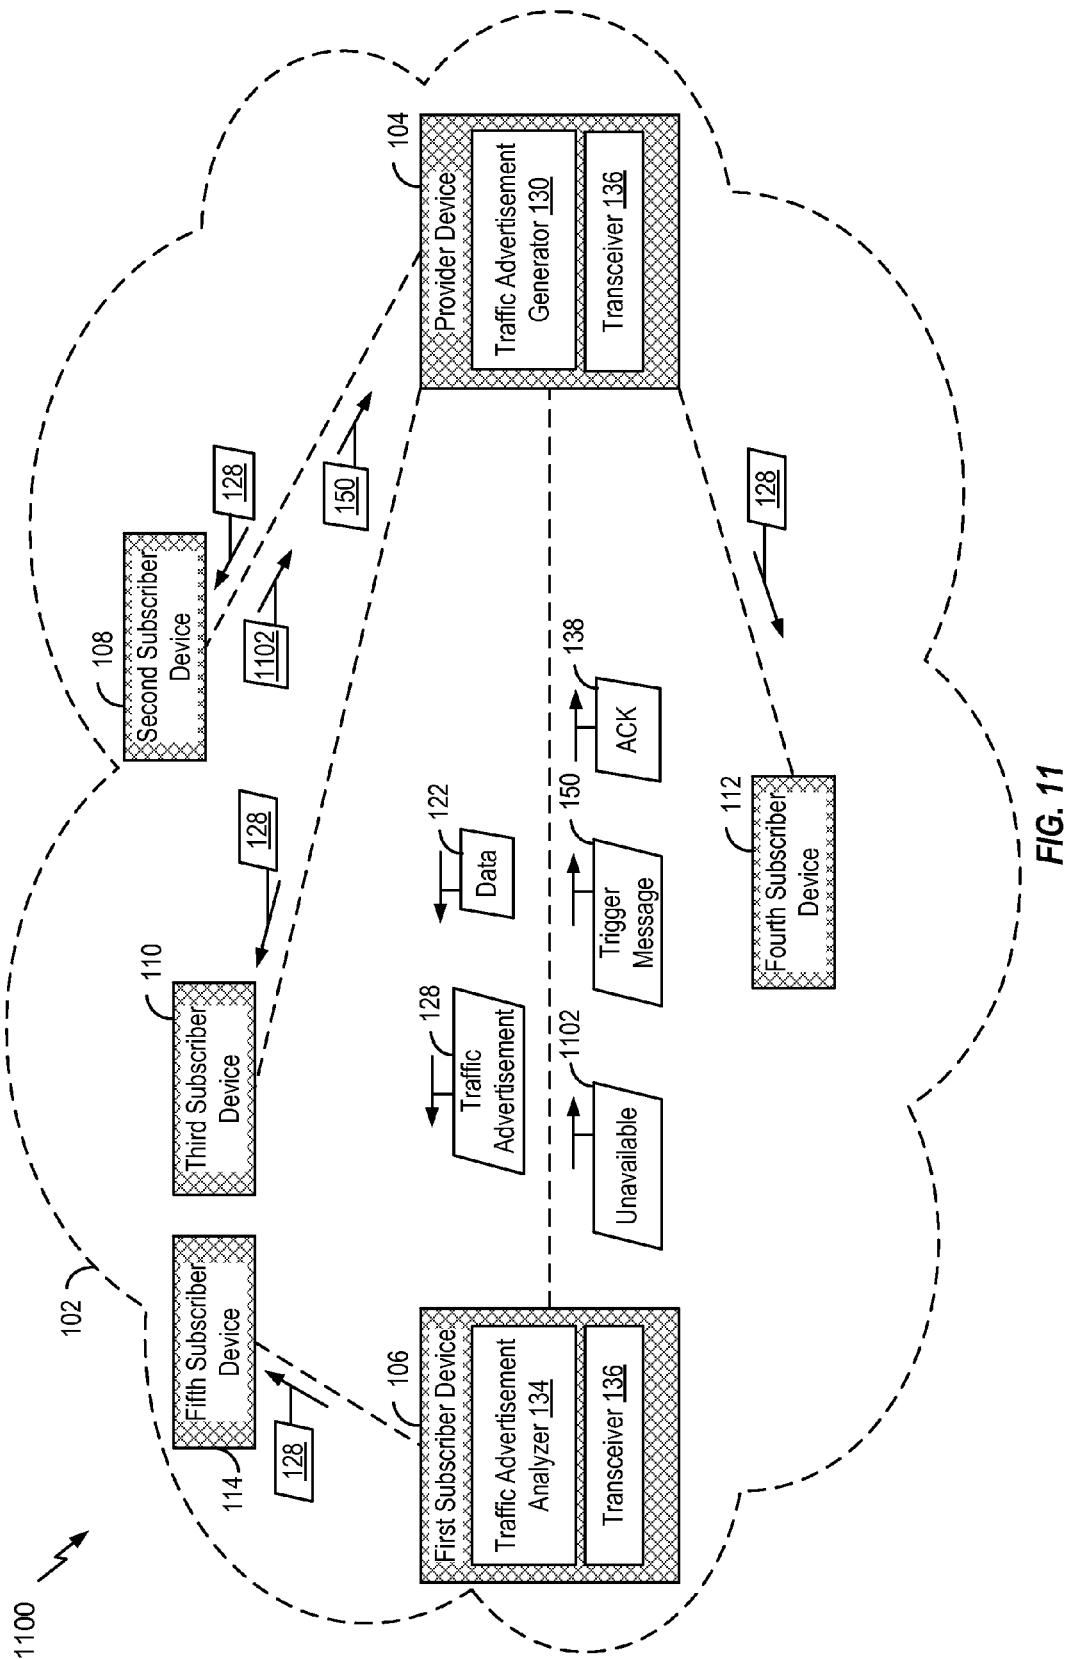 1100
102
114
Fifth Subscriber
Device
128
110
Third Subscriber
Device
128
108
Second Subscriber
Device
128
1102
150
104
Provider Device
Traffic Advertisement
Generator 130
Transceiver 136
106
First Subscriber Device
Traffic Advertisement
Analyzer 134
Transceiver 136
128
Traffic
Advertisement
122
Data
1102
Unavailable
150
Trigger
Message
138
ACK
112
Fourth Subscriber
Device
128
FIG. 11